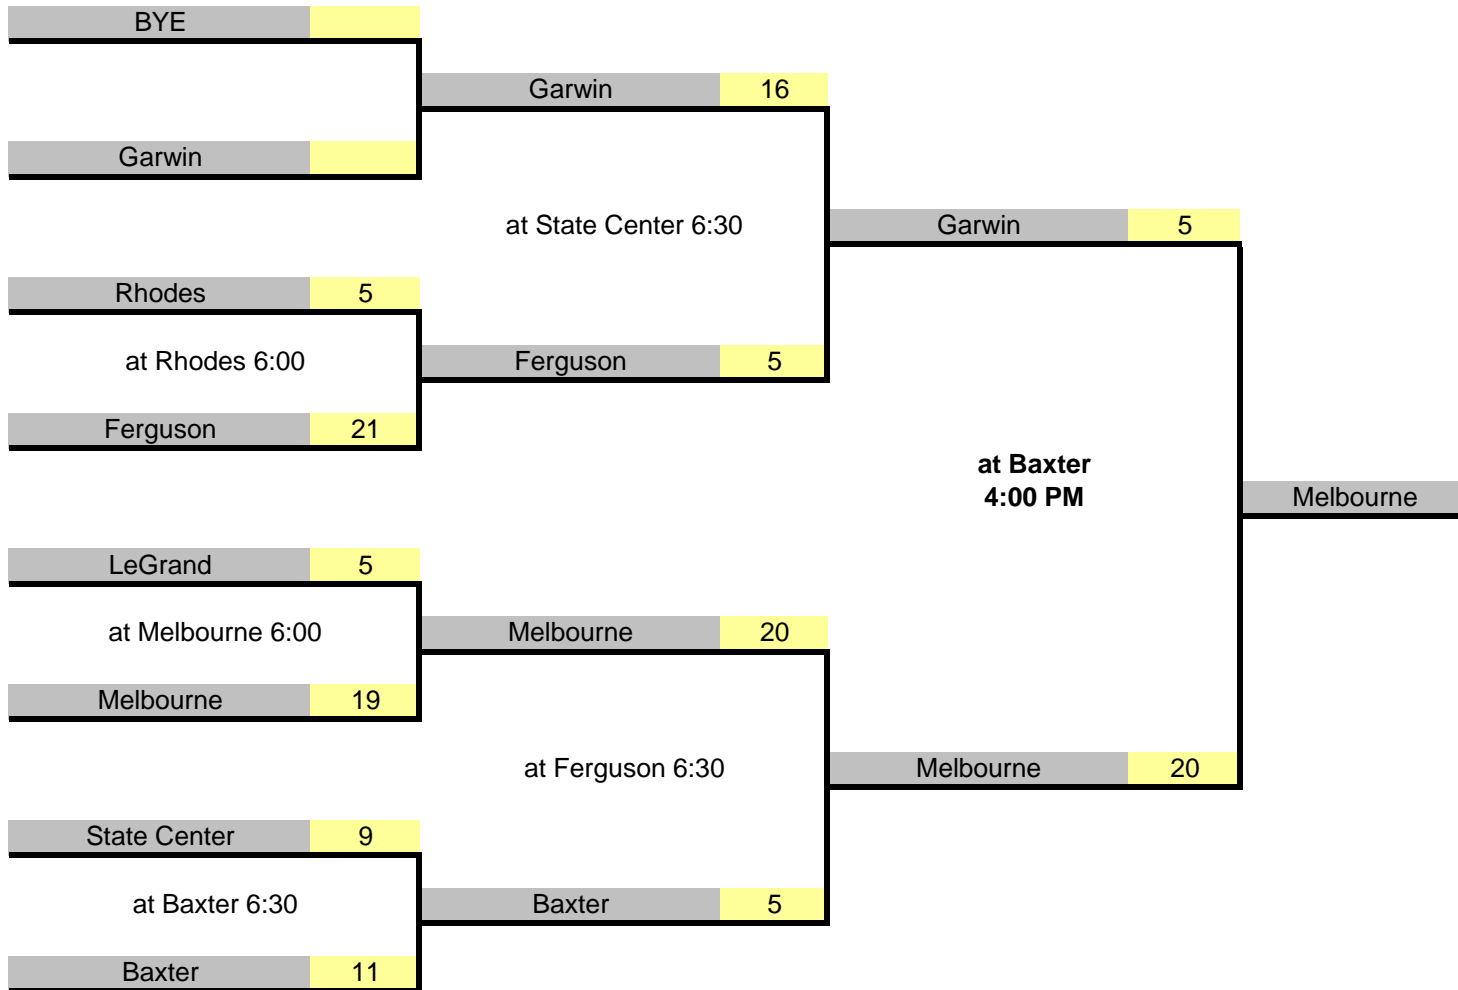 BYE
Garwin 16
Garwin
at State Center 6:30
Garwin 5
Rhodes 5
at Rhodes 6:00
Ferguson 5
Ferguson 21
at Baxter
4:00 PM
Melbourne
LeGrand 5
at Melbourne 6:00
Melbourne 20
Melbourne 19
at Ferguson 6:30
Melbourne 20
State Center 9
at Baxter 6:30
Baxter 5
Baxter 11